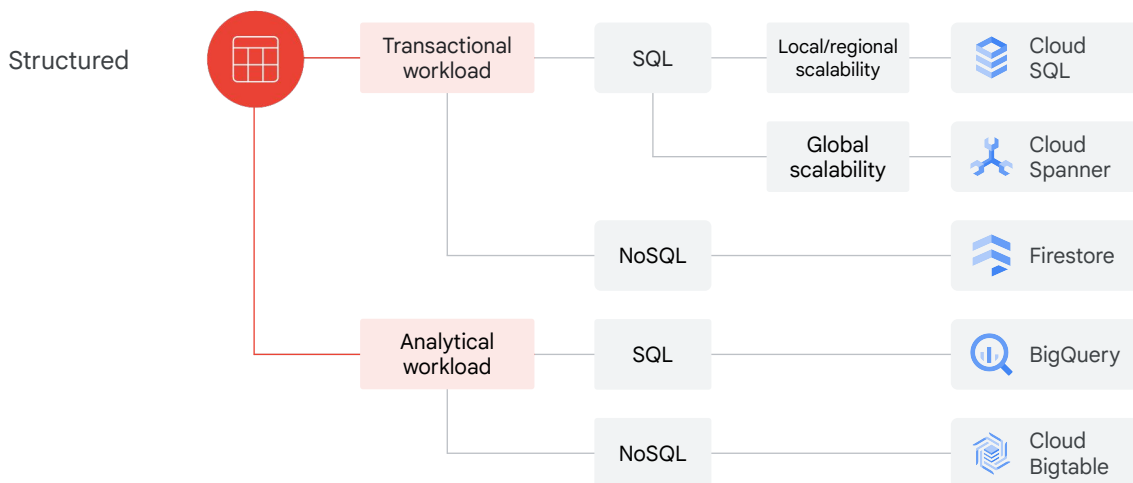 Structured
Transactional
workload
SQL
Local/regional
scalability
Cloud
SQL
Global
scalability
Cloud
Spanner
NoSQL
Firestore
Analytical
workload
SQL
BigQuery
NoSQL
Cloud
Bigtable